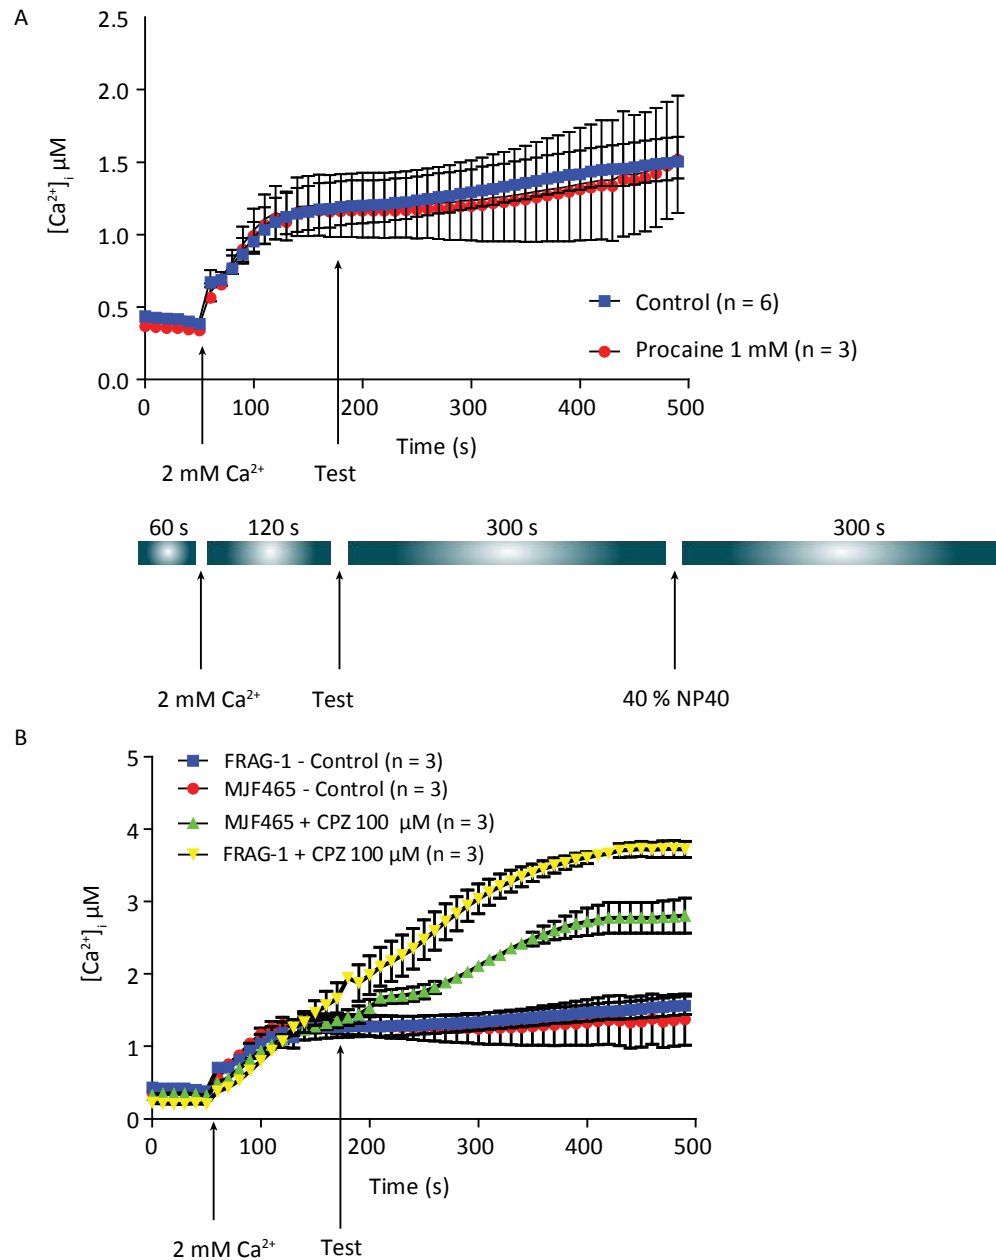 A
2.5
2.0
1.5
1.0
0.5
0.0
[Ca²⁺]ᵢ µM
Control (n = 6)
Procaine 1 mM (n = 3)
0 100 200 300 400 500
Time (s)
2 mM Ca²⁺ Test
60 s 120 s 300 s 300 s
2 mM Ca²⁺ Test 40 % NP40
B
5
4
3
2
1
0
[Ca²⁺]ᵢ µM
FRAG-1 - Control (n = 3)
MJF465 - Control (n = 3)
MJF465 + CPZ 100 µM (n = 3)
FRAG-1 + CPZ 100 µM (n = 3)
0 100 200 300 400 500
Time (s)
2 mM Ca²⁺ Test